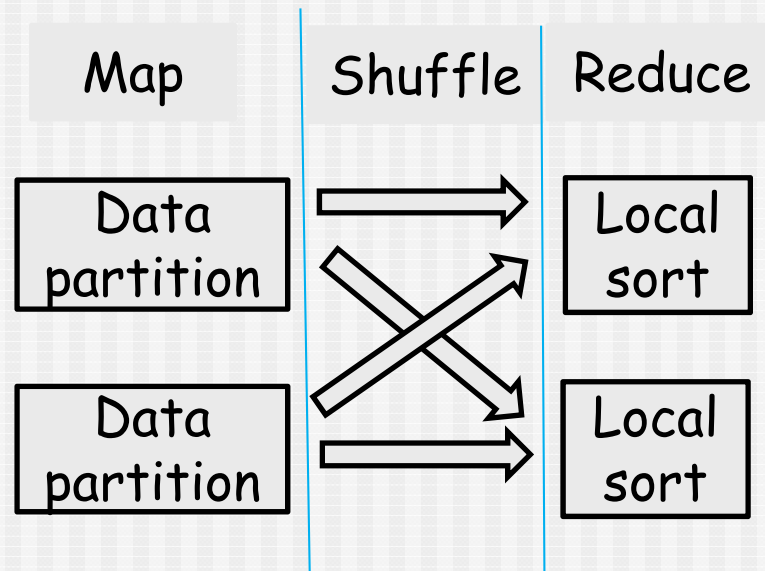 Map
Shuffle
Reduce
Data
partition
Local
sort
Data
partition
Local
sort